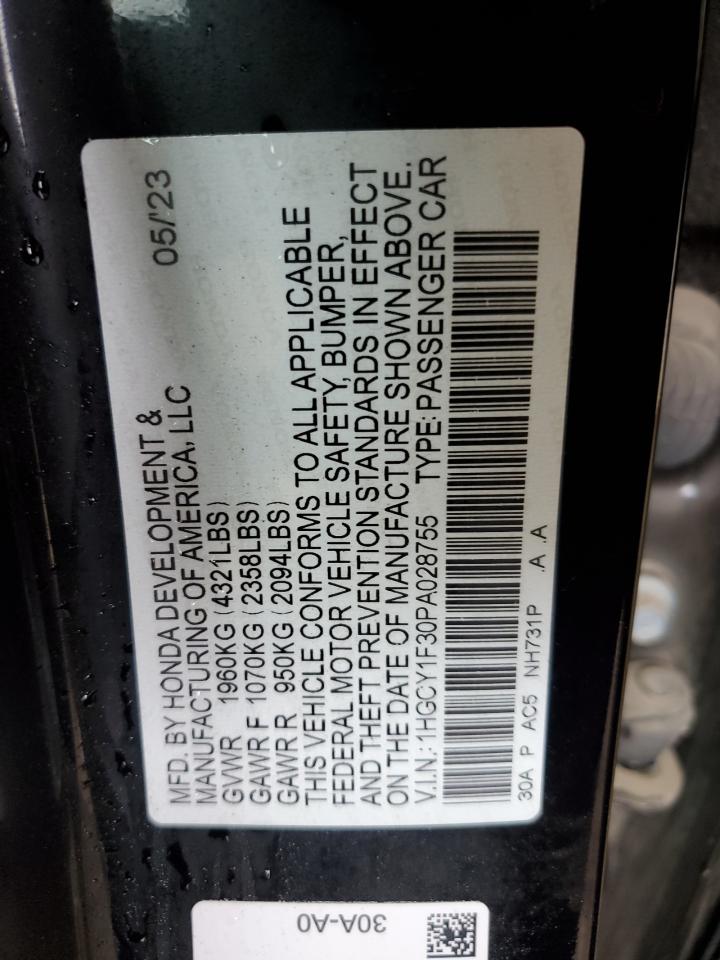 05/'23
MFD. BY HONDA DEVELOPMENT &
MANUFACTURING OF AMERICA, LLC
GVWR 1960KG (4321LBS)
GAWR F 1070KG (2358LBS)
GAWR R 950KG (2094LBS)
THIS VEHICLE CONFORMS TO ALL APPLICABLE
FEDERAL MOTOR VEHICLE SAFETY, BUMPER,
AND THEFT PREVENTION STANDARDS IN EFFECT
ON THE DATE OF MANUFACTURE SHOWN ABOVE.
V.I.N.: 1HGCY1F30PA028755 TYPE: PASSENGER CAR
30A P AC5 NH731P .A .A
30A-A0